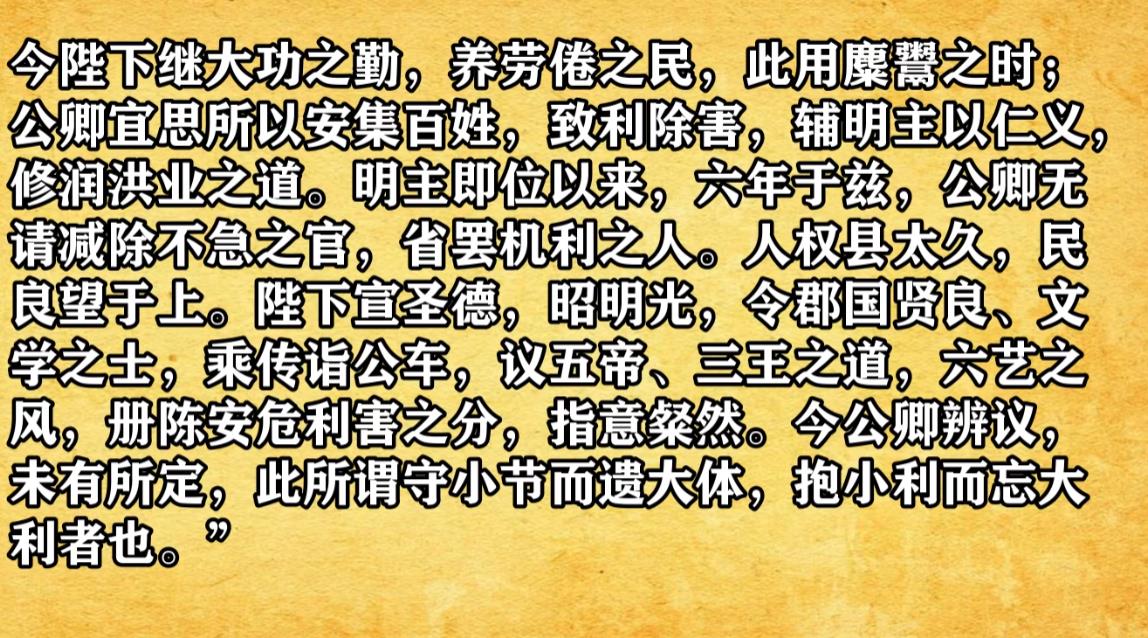 今陛下继大功之勤，养劳倦之民，此用麋鬻之时；
公卿宜思所以安集百姓，致利除害，辅明主以仁义，
修润洪业之道。明主即位以来，六年于兹，公卿无
请减除不急之官，省罢机利之人。人权县太久，民
良望于上。陛下宣圣德，昭明光，令郡国贤良、文
学之士，乘传诣公车，议五帝、三王之道，六艺之
风，册陈安危利害之分，指意粲然。今公卿辨议，
未有所定，此所谓守小节而遗大体，抱小利而忘大
利者也。”